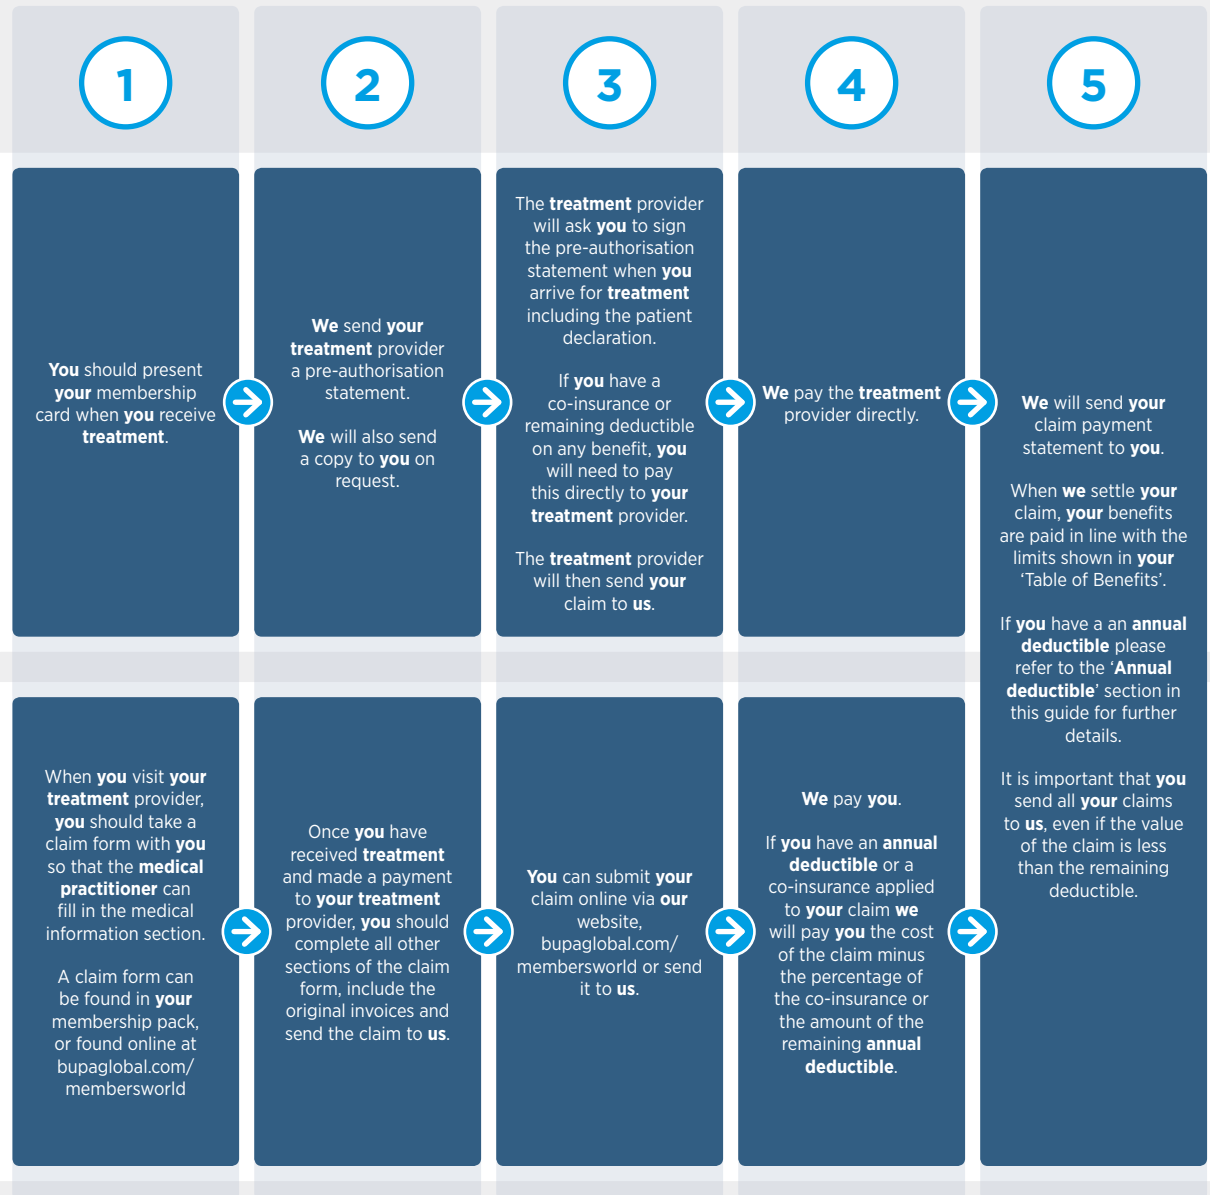 1
2
3
4
5
You should present
your membership
card when you receive
treatment.
We send your
treatment provider
a pre-authorisation
statement.
We will also send
a copy to you on
request.
The treatment provider
will ask you to sign
the pre-authorisation
statement when you
arrive for treatment
including the patient
declaration.
If you have a
co-insurance or
remaining deductible
on any benefit, you
will need to pay
this directly to your
treatment provider.
The treatment provider
will then send your
claim to us.
We pay the treatment
provider directly.
We will send your
claim payment
statement to you.
When we settle your
claim, your benefits
are paid in line with the
limits shown in your
‘Table of Benefits’.
If you have a an annual
deductible please
refer to the ‘Annual
deductible’ section in
this guide for further
details.
It is important that you
send all your claims
to us, even if the value
of the claim is less
than the remaining
deductible.
When you visit your
treatment provider,
you should take a
claim form with you
so that the medical
practitioner can
fill in the medical
information section.
A claim form can
be found in your
membership pack,
or found online at
bupaglobal.com/
membersworld
Once you have
received treatment
and made a payment
to your treatment
provider, you should
complete all other
sections of the claim
form, include the
original invoices and
send the claim to us.
You can submit your
claim online via our
website,
bupaglobal.com/
membersworld or send
it to us.
We pay you.
If you have an annual
deductible or a
co-insurance applied
to your claim we
will pay you the cost
of the claim minus
the percentage of
the co-insurance or
the amount of the
remaining annual
deductible.